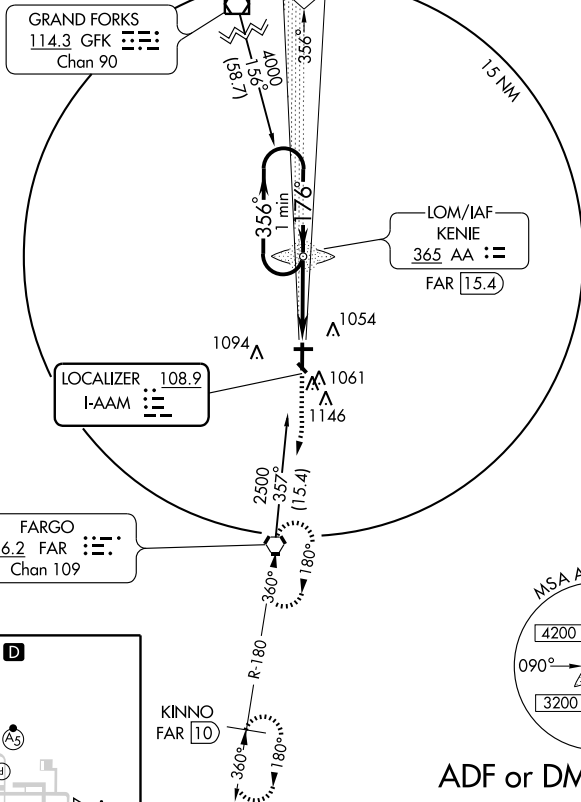 GRAND FORKS
114.3 GFK
Chan 90
4000
156°
(58.7)
356°
15 NM
356°
1 min
176°
LOM/IAF
KENIE
365 AA
FAR 15.4
1054
1094
LOCALIZER 108.9
I-AAM
1061
1146
2500
357°
(15.4)
FARGO
6.2 FAR
Chan 109
360°
180°
R-180
KINNO
FAR 10
360°
180°
D
A5
MSA A
4200
090°
3200
ADF or DM